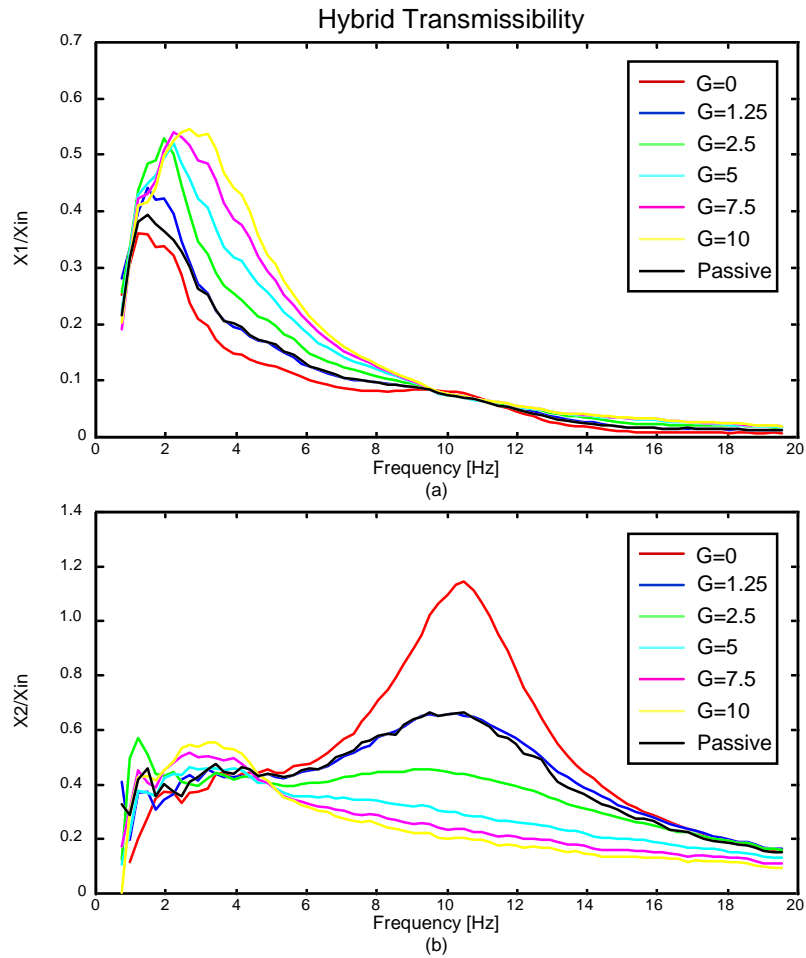 Hybrid Transmissibility
0.7
0.6
0.5
0.4
0.3
0.2
0.1
0
X1/Xin
G=0
G=1.25
G=2.5
G=5
G=7.5
G=10
Passive
0 2 4 6 8 10 12 14 16 18 20
Frequency [Hz]
(a)
1.4
1.2
1.0
0.8
0.6
0.4
0.2
0
X2/Xin
G=0
G=1.25
G=2.5
G=5
G=7.5
G=10
Passive
0 2 4 6 8 10 12 14 16 18 20
Frequency [Hz]
(b)